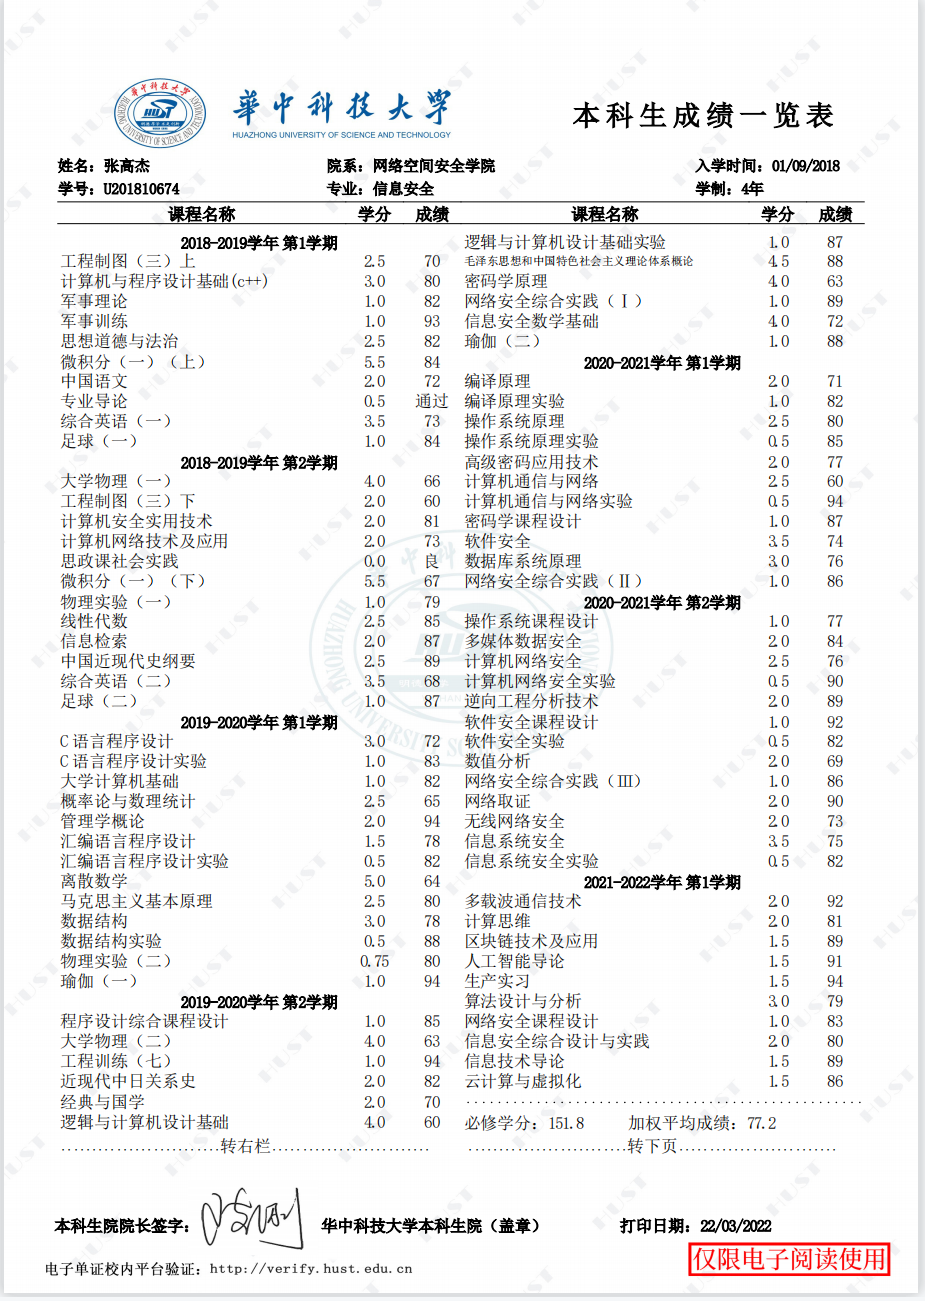 華中科技大学
HUAZHONG UNIVERSITY OF SCIENCE AND TECHNOLOGY
本科生成绩一览表
姓名：张高杰 院系：网络空间安全学院 入学时间：01/09/2018
学号：U201810674 专业：信息安全 学制：4年
课程名称 学分 成绩 课程名称 学分 成绩
2018-2019学年 第1学期
工程制图（三）上 2.5 70
计算机与程序设计基础(c++) 3.0 80
军事理论 1.0 82
军事训练 1.0 93
思想道德与法治 2.5 82
微积分（一）（上） 5.5 84
中国语文 2.0 72
专业导论 0.5 通过
综合英语（一） 3.5 73
足球（一） 1.0 84
2018-2019学年 第2学期
大学物理（一） 4.0 66
工程制图（三）下 2.0 60
计算机安全实用技术 2.0 81
计算机网络技术及应用 2.0 73
思政课社会实践 0.0 良
微积分（一）（下） 5.5 67
物理实验（一） 1.0 79
线性代数 2.5 85
信息检索 2.0 87
中国近现代史纲要 2.5 89
综合英语（二） 3.5 68
足球（二） 1.0 87
2019-2020学年 第1学期
C语言程序设计 3.0 72
C语言程序设计实验 1.0 83
大学计算机基础 1.0 82
概率论与数理统计 2.5 65
管理学概论 2.0 94
汇编语言程序设计 1.5 78
汇编语言程序设计实验 0.5 82
离散数学 5.0 64
马克思主义基本原理 2.5 80
数据结构 3.0 78
数据结构实验 0.5 88
物理实验（二） 0.75 80
瑜伽（一） 1.0 94
2019-2020学年 第2学期
程序设计综合课程设计 1.0 85
大学物理（二） 4.0 63
工程训练（七） 1.0 94
近现代中日关系史 2.0 82
经典与国学 2.0 70
逻辑与计算机设计基础 4.0 60
转右栏
逻辑与计算机设计基础实验 1.0 87
毛泽东思想和中国特色社会主义理论体系概论 4.5 88
密码学原理 4.0 63
网络安全综合实践（Ⅰ） 1.0 89
信息安全数学基础 4.0 72
瑜伽（二） 1.0 88
2020-2021学年 第1学期
编译原理 2.0 71
编译原理实验 1.0 82
操作系统原理 2.5 80
操作系统原理实验 0.5 85
高级密码应用技术 2.0 77
计算机通信与网络 2.5 60
计算机通信与网络实验 0.5 94
密码学课程设计 1.0 87
软件安全 3.5 74
数据库系统原理 3.0 76
网络安全综合实践（Ⅱ） 1.0 86
2020-2021学年 第2学期
操作系统课程设计 1.0 77
多媒体数据安全 2.0 84
计算机网络安全 2.5 76
计算机网络安全实验 0.5 90
逆向工程分析技术 2.0 89
软件安全课程设计 1.0 92
软件安全实验 0.5 82
数值分析 2.0 69
网络安全综合实践（Ⅲ） 1.0 86
网络取证 2.0 90
无线网络安全 2.0 73
信息系统安全 3.5 75
信息系统安全实验 0.5 82
2021-2022学年 第1学期
多载波通信技术 2.0 92
计算思维 2.0 81
区块链技术及应用 1.5 89
人工智能导论 1.5 91
生产实习 1.5 94
算法设计与分析 3.0 79
网络安全课程设计 1.0 83
信息安全综合设计与实践 2.0 80
信息技术导论 1.5 89
云计算与虚拟化 1.5 86
必修学分：151.8 加权平均成绩：77.2
转下页
本科生院院长签字： 华中科技大学本科生院（盖章） 打印日期：22/03/2022
仅限电子阅读使用
电子单证校内平台验证：http://verify.hust.edu.cn